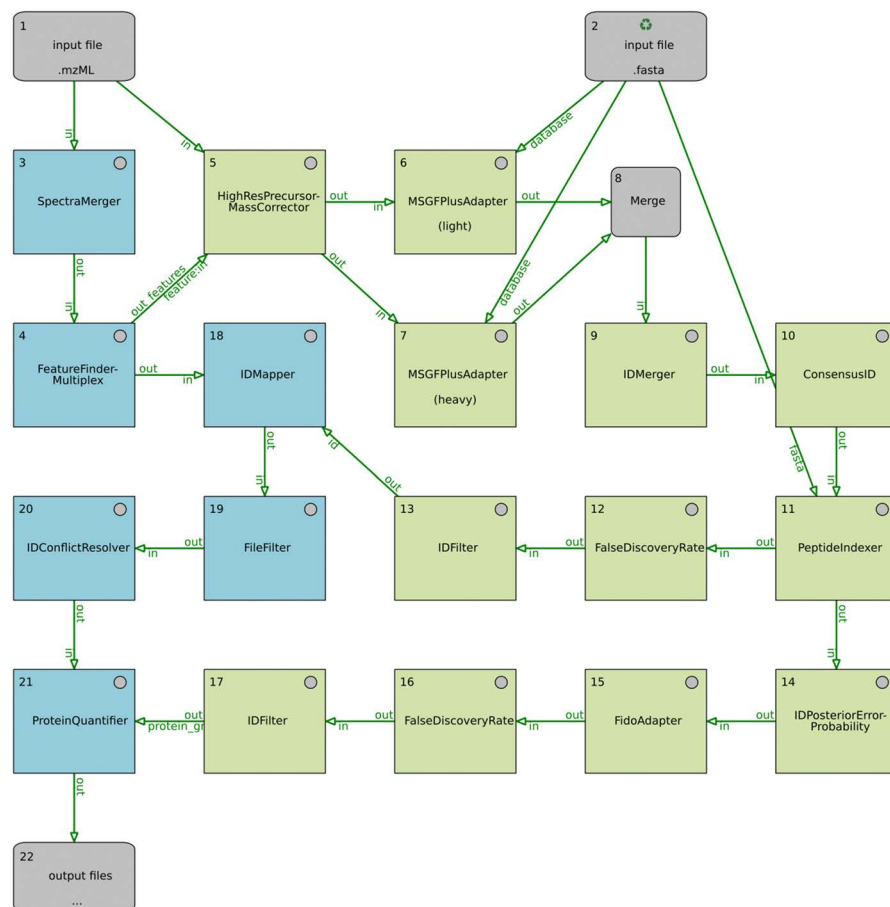 1
input file
.mzML
2
input file
.fasta
in
in
database
database
fasta
3
SpectraMerger
5
HighResPrecursor-
MassCorrector
out
in
6
MSGFPlusAdapter
(light)
out
8
Merge
out
in
out_features
feature:in
out
in
out
in
4
FeatureFinder-
Multiplex
out
in
18
IDMapper
7
MSGFPlusAdapter
(heavy)
9
IDMerger
out
in
10
ConsensusID
out
in
id
out
out
in
20
IDConflictResolver
out
in
19
FileFilter
13
IDFilter
out
in
12
FalseDiscoveryRate
out
in
11
PeptideIndexer
out
in
out
in
21
ProteinQuantifier
out
protein_gr
17
IDFilter
out
in
16
FalseDiscoveryRate
out
in
15
FidoAdapter
out
in
14
IDPosteriorError-
Probability
out
22
output files
...